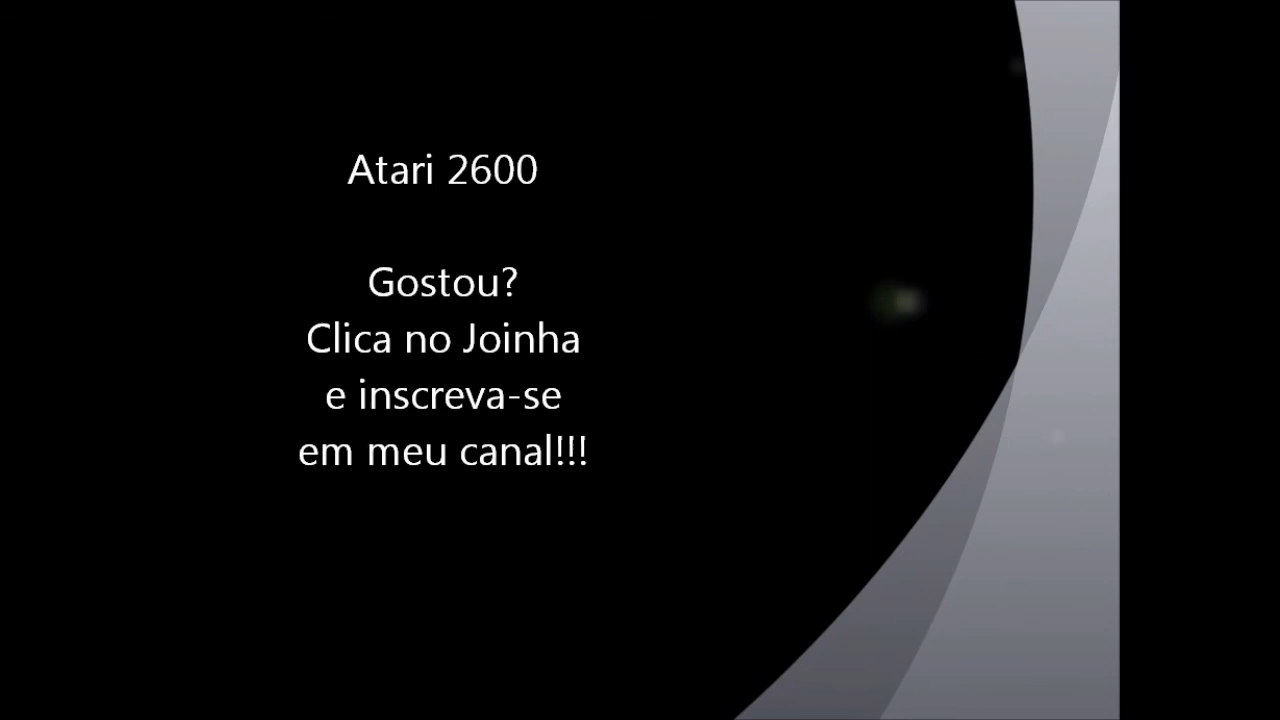 Atari 2600
Gostou?
Clica no Joinha
e inscreva-se
em meu canal!!!